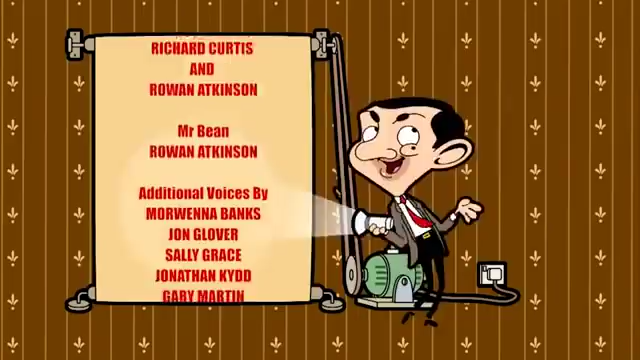 RICHARD CURTIS
AND
ROWAN ATKINSON
Mr Bean
ROWAN ATKINSON
Additional Voices By
MORWENNA BANKS
JON GLOVER
SALLY GRACE
JONATHAN KYDD
GARY MARTIN